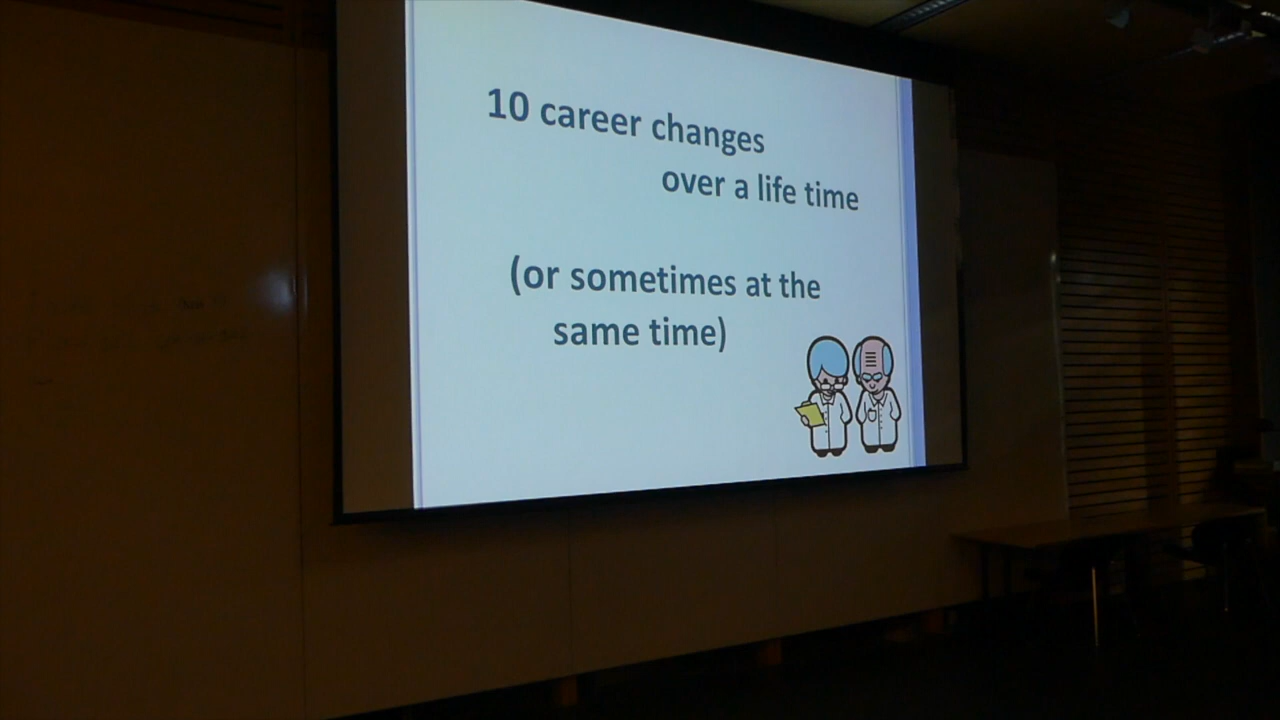 10 career changes
over a life time
(or sometimes at the
same time)